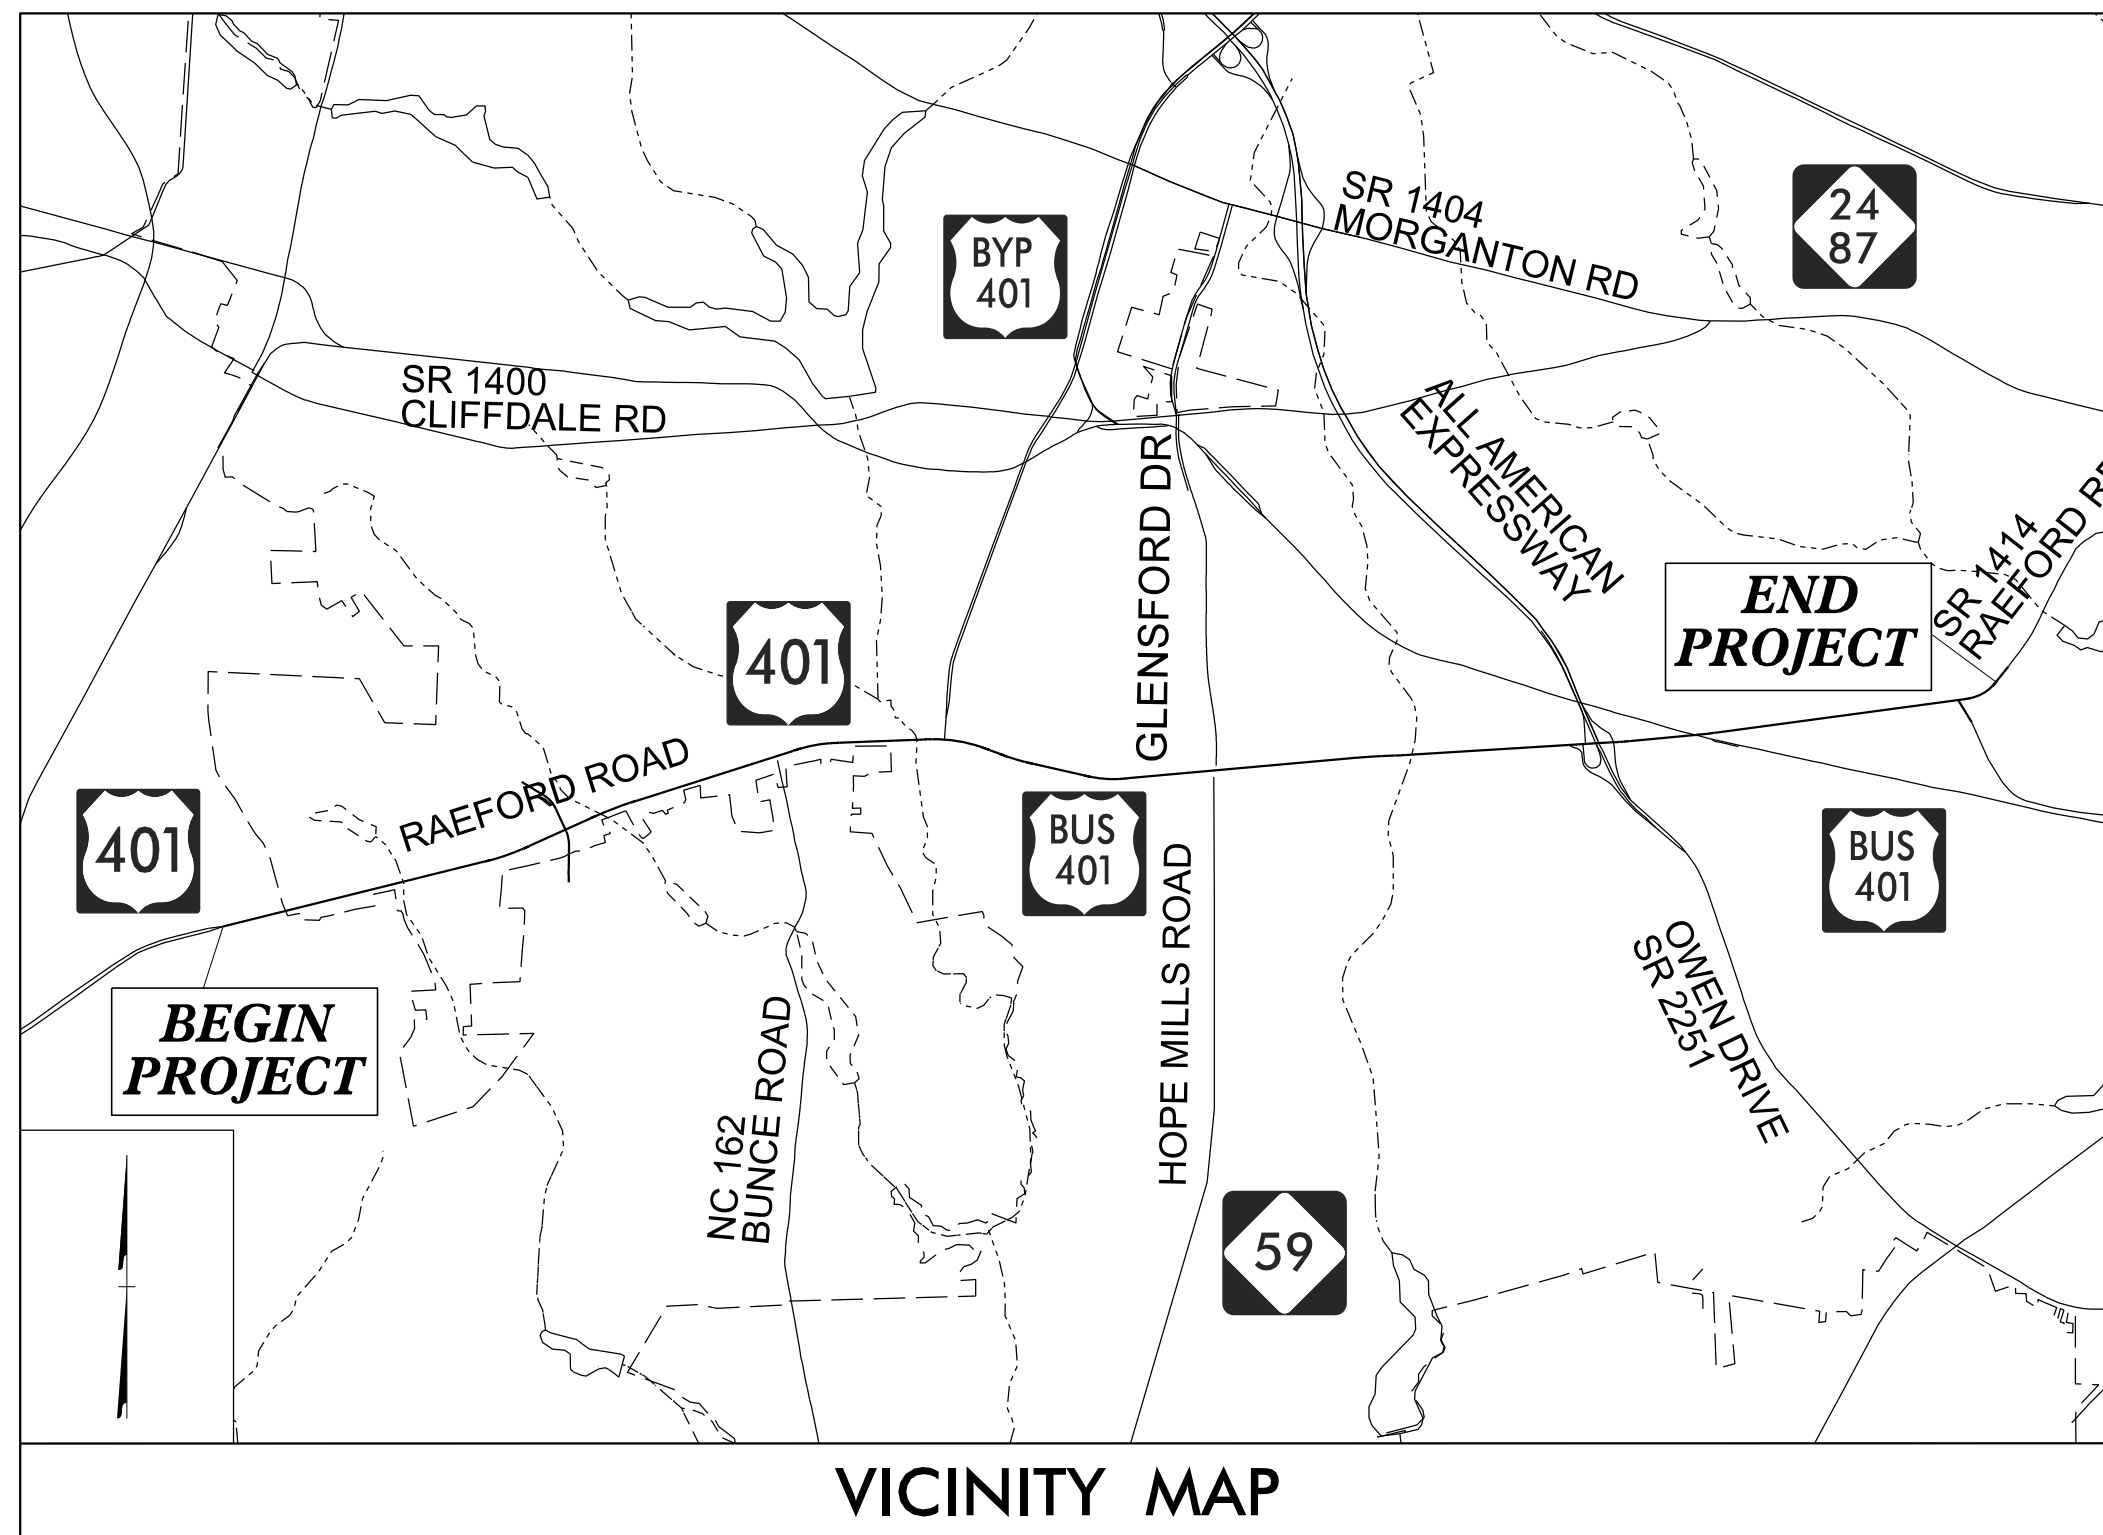 SR 1404
MORGANTON RD
24
87
BYP
401
SR 1400
CLIFFDALE RD
ALL AMERICAN
EXPRESSWAY
GLENSFORD DR
SR 1414
RAEFORD
END
PROJECT
401
RAEFORD ROAD
401
BUS
401
BUS
401
HOPE MILLS ROAD
OWEN DRIVE
SR 2251
BEGIN
PROJECT
NC 162
BUNCE ROAD
59
VICINITY MAP